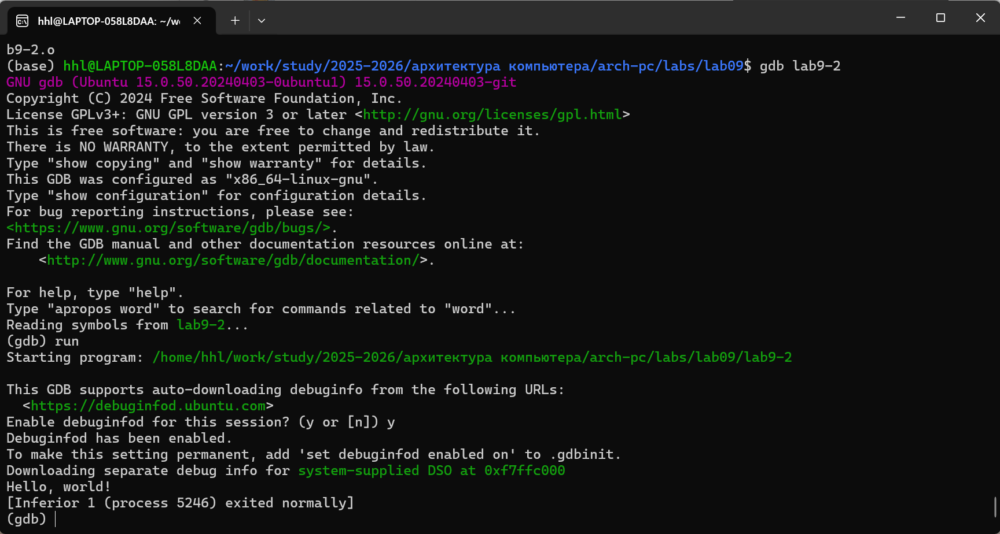 hhl@LAPTOP-058L8DAA: ~/w
b9-2.o
(base) hhl@LAPTOP-058L8DAA:~/work/study/2025-2026/архитектура компьютера/arch-pc/labs/lab09$ gdb lab9-2
GNU gdb (Ubuntu 15.0.50.20240403-0ubuntu1) 15.0.50.20240403-git
Copyright (C) 2024 Free Software Foundation, Inc.
License GPLv3+: GNU GPL version 3 or later <http://gnu.org/licenses/gpl.html>
This is free software: you are free to change and redistribute it.
There is NO WARRANTY, to the extent permitted by law.
Type "show copying" and "show warranty" for details.
This GDB was configured as "x86_64-linux-gnu".
Type "show configuration" for configuration details.
For bug reporting instructions, please see:
<https://www.gnu.org/software/gdb/bugs/>.
Find the GDB manual and other documentation resources online at:
    <http://www.gnu.org/software/gdb/documentation/>.

For help, type "help".
Type "apropos word" to search for commands related to "word"...
Reading symbols from lab9-2...
(gdb) run
Starting program: /home/hhl/work/study/2025-2026/архитектура компьютера/arch-pc/labs/lab09/lab9-2

This GDB supports auto-downloading debuginfo from the following URLs:
  <https://debuginfod.ubuntu.com>
Enable debuginfod for this session? (y or [n]) y
Debuginfod has been enabled.
To make this setting permanent, add 'set debuginfod enabled on' to .gdbinit.
Downloading separate debug info for system-supplied DSO at 0xf7ffc000
Hello, world!
[Inferior 1 (process 5246) exited normally]
(gdb)